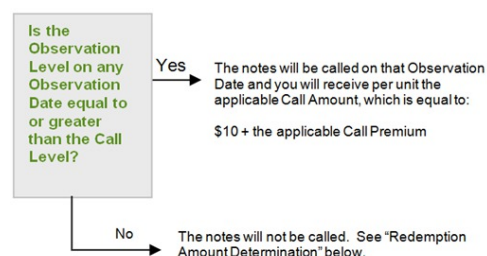 Is the
Observation
Level on any
Observation
Date equal to
or greater
than the Call
Level?
Yes
The notes will be called on that Observation
Date and you will receive per unit the
applicable Call Amount, which is equal to:
$10 + the applicable Call Premium
No
The notes will not be called. See “Redemption
Amount Determination” below.